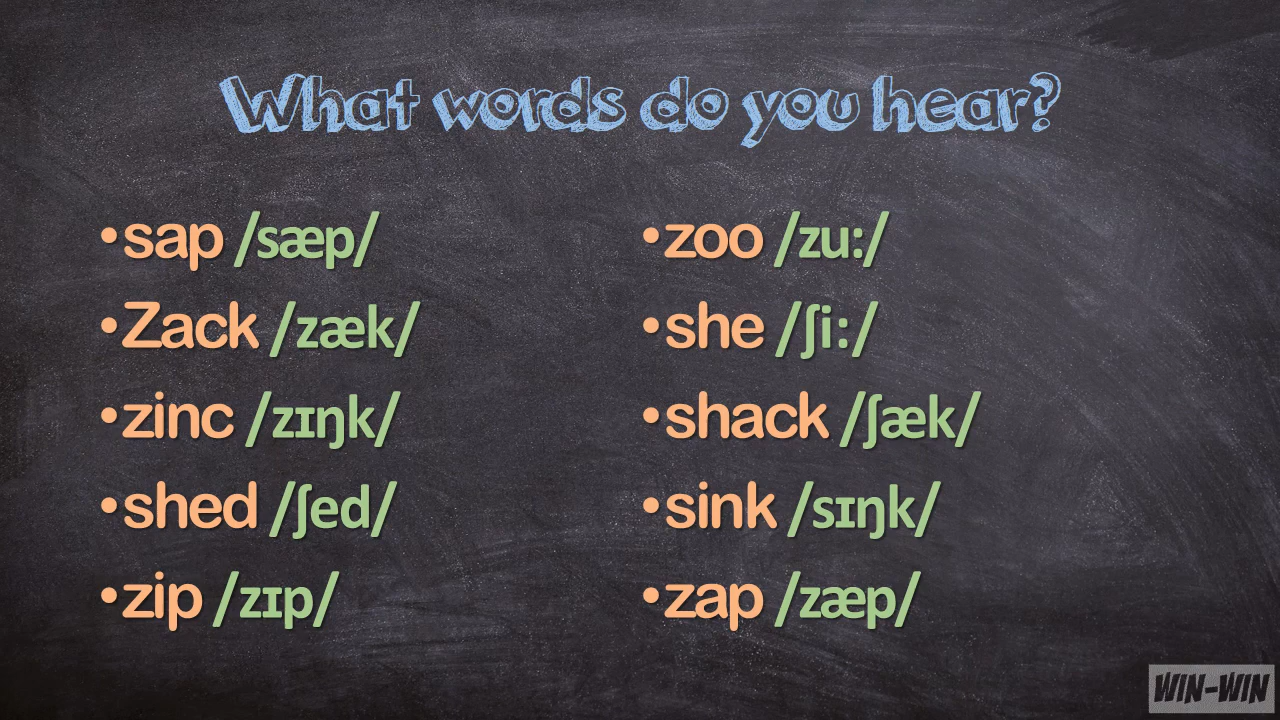 What words do you hear?
•sap /sæp/
•Zack /zæk/
•zinc /zɪŋk/
•shed /ʃed/
•zip /zɪp/
•zoo /zu:/
•she /ʃi:/
•shack /ʃæk/
•sink /sɪŋk/
•zap /zæp/
WIN-WIN